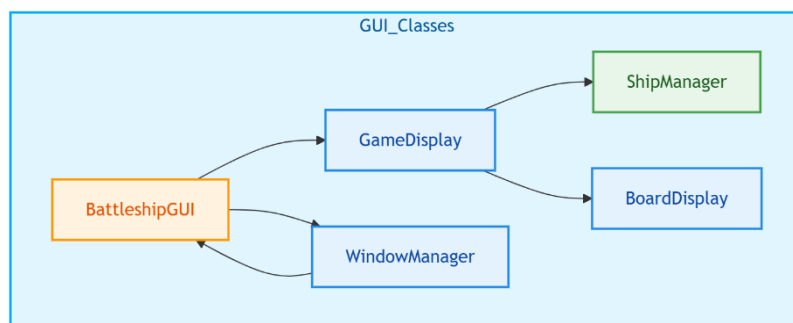 GUI_Classes
ShipManager
GameDisplay
BattleshipGUI
BoardDisplay
WindowManager